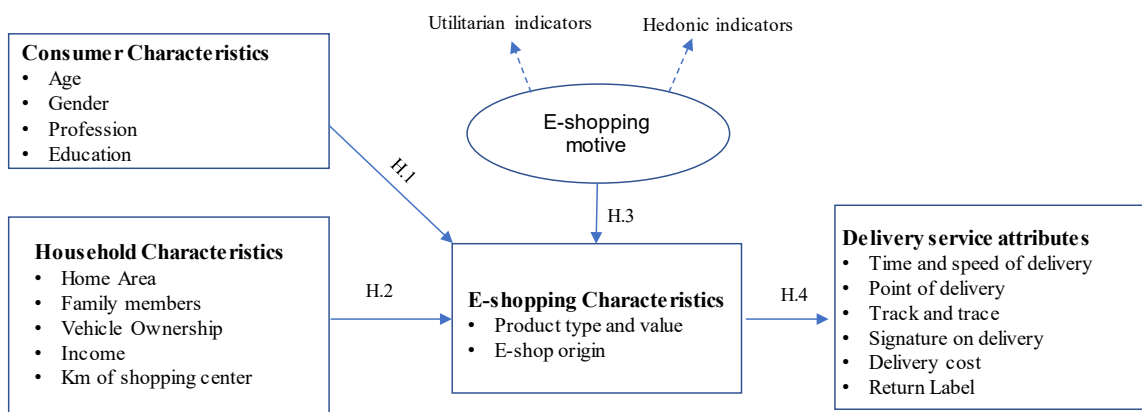 Utilitarian indicators
Hedonic indicators
Consumer Characteristics
• Age
• Gender
• Profession
• Education
E-shopping
motive
H.1
H.3
Household Characteristics
• Home Area
• Family members
• Vehicle Ownership
• Income
• Km of shopping center
H.2
E-shopping Characteristics
• Product type and value
• E-shop origin
H.4
Delivery service attributes
• Time and speed of delivery
• Point of delivery
• Track and trace
• Signature on delivery
• Delivery cost
• Return Label